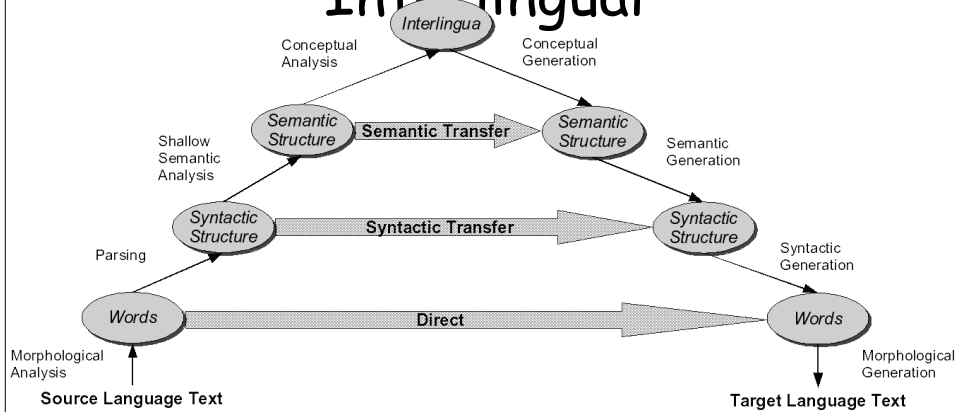 Interlingua
Conceptual
Analysis
Conceptual
Generation
Semantic
Structure
Semantic Transfer
Semantic
Structure
Shallow
Semantic
Analysis
Semantic
Generation
Syntactic
Structure
Syntactic Transfer
Syntactic
Structure
Parsing
Syntactic
Generation
Words
Direct
Words
Morphological
Analysis
Morphological
Generation
Source Language Text
Target Language Text